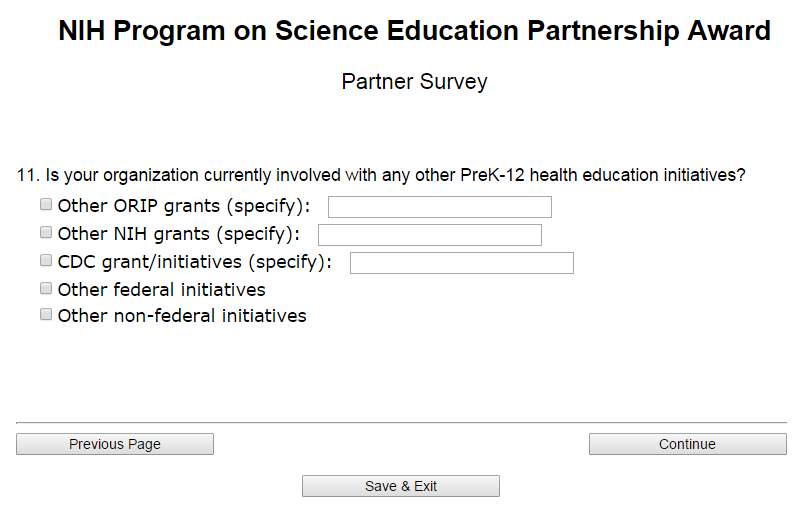 NIH Program on Science Education Partnership Award
Partner Survey
11. Is your organization currently involved with any other PreK-12 health education initiatives?
Other ORIP grants (specify):
Other NIH grants (specify):
CDC grant/initiatives (specify):
Other federal initiatives
Other non-federal initiatives
Previous Page
Continue
Save & Exit